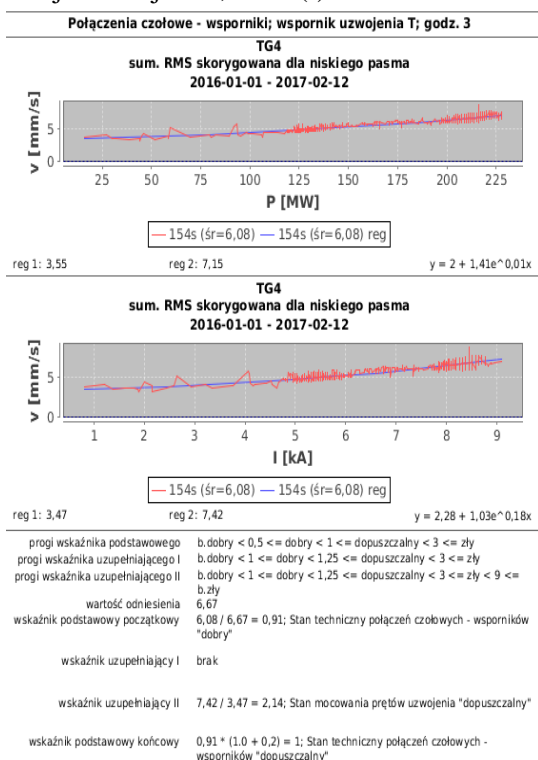 Połączenia czołowe - wsporniki; wspornik uzwojenia T; godz. 3
TG4
sum. RMS skorygowana dla niskiego pasma
2016-01-01 - 2017-02-12
v [mm/s]
5
0
25 50 75 100 125 150 175 200 225
P [MW]
154s (śr=6,08) 154s (śr=6,08) reg
reg 1: 3,55 reg 2: 7,15 y = 2 + 1,41e^0,01x
TG4
sum. RMS skorygowana dla niskiego pasma
2016-01-01 - 2017-02-12
v [mm/s]
5
0
1 2 3 4 5 6 7 8 9
I [kA]
154s (śr=6,08) 154s (śr=6,08) reg
reg 1: 3,47 reg 2: 7,42 y = 2,28 + 1,03e^0,18x
progi wskaźnika podstawowego b.dobry < 0,5 <= dobry < 1 <= dopuszczalny < 3 <= zły
progi wskaźnika uzupełniającego I b.dobry < 1 <= dobry < 1,25 <= dopuszczalny < 3 <= zły
progi wskaźnika uzupełniającego II b.dobry < 1 <= dobry < 1,25 <= dopuszczalny < 3 <= zły < 9 <=
b.zły
wartość odniesienia 6,67
wskaźnik podstawowy początkowy 6,08 / 6,67 = 0,91; Stan techniczny połączeń czołowych - wsporników
"dobry"
wskaźnik uzupełniający I brak
wskaźnik uzupełniający II 7,42 / 3,47 = 2,14; Stan mocowania prętów uzwojenia "dopuszczalny"
wskaźnik podstawowy końcowy 0,91 * (1.0 + 0,2) = 1; Stan techniczny połączeń czołowych -
wsporników "dopuszczalny"